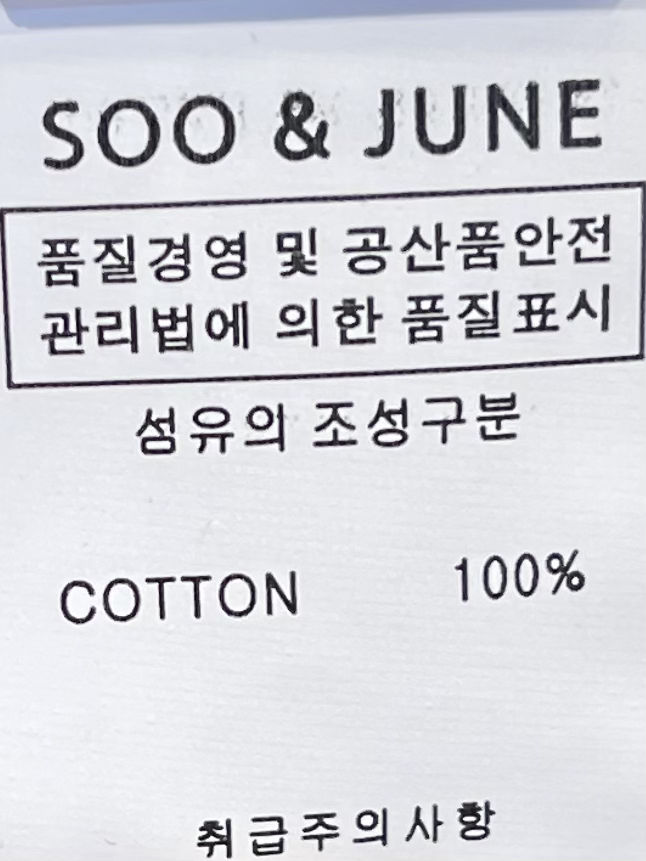 SOO & JUNE
품질경영 및 공산품안전
관리법에 의한 품질표시
섬유의 조성구분
COTTON 100%
취급주의사항